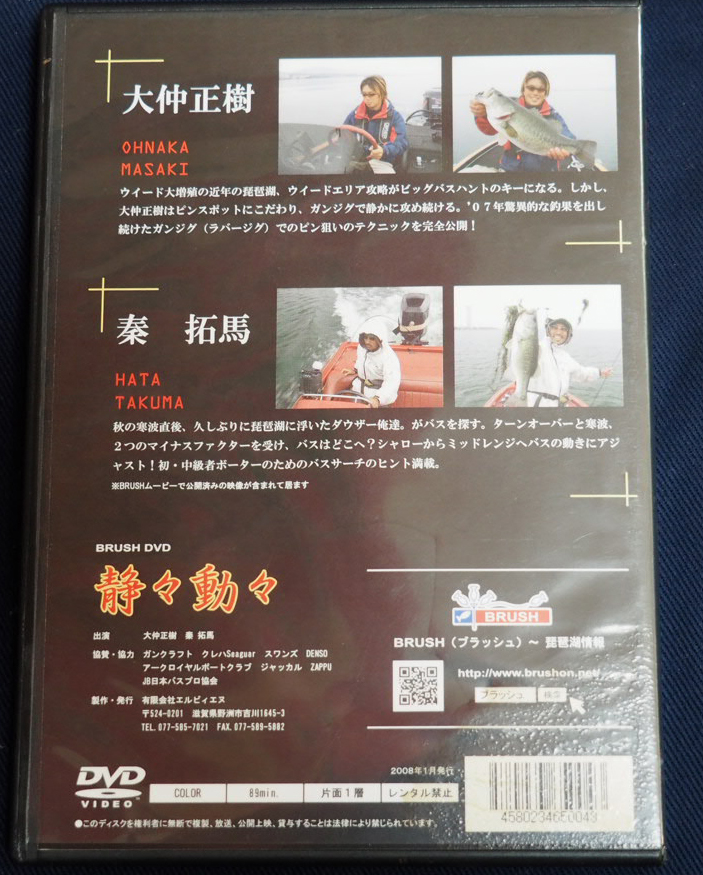 大仲正樹
OHNAKA
MASAKI
ウイード大増殖の近年の琵琶湖、ウイードエリア攻略がビッグバスハントのキーになる。しかし、
大仲正樹はピンスポットにこだわり、ガンジグで静かに攻め続ける。'07年驚異的な釣果を出し
続けたガンジグ（ラバージグ）でのピン狙いのテクニックを完全公開！
秦 拓馬
HATA
TAKUMA
秋の寒波直後、久しぶりに琵琶湖に浮いたダウザー俺達。がバスを探す。ターンオーバーと寒波、
２つのマイナスファクターを受け、バスはどこへ？シャローからミッドレンジへバスの動きにアジ
ャスト！初・中級者ボーターのためのバスサーチのヒント満載。
※BRUSHムービーで公開済みの映像が含まれて居ます
BRUSH DVD
静々動々
出演 大仲正樹 秦 拓馬
協賛・協力 ガンクラフト クレハSeaguar スワンズ DENSO
アークロイヤルボートクラブ ジャッカル ZAPPU
JB日本バスプロ協会
製作・発行 有限会社エルビィエヌ
〒524-0201 滋賀県野洲市吉川1645-3
TEL.077-585-7021 FAX.077-589-5882
BRUSH
BRUSH（ブラッシュ）～ 琵琶湖情報
http://www.brushon.net/
ブラッシュ 検索
2008年1月発行
DVD
VIDEO
COLOR 89min. 片面1層 レンタル禁止
4580234650043
●このディスクを権利者に無断で複製、放送、公開上映、貸与することは法律により禁じられています。